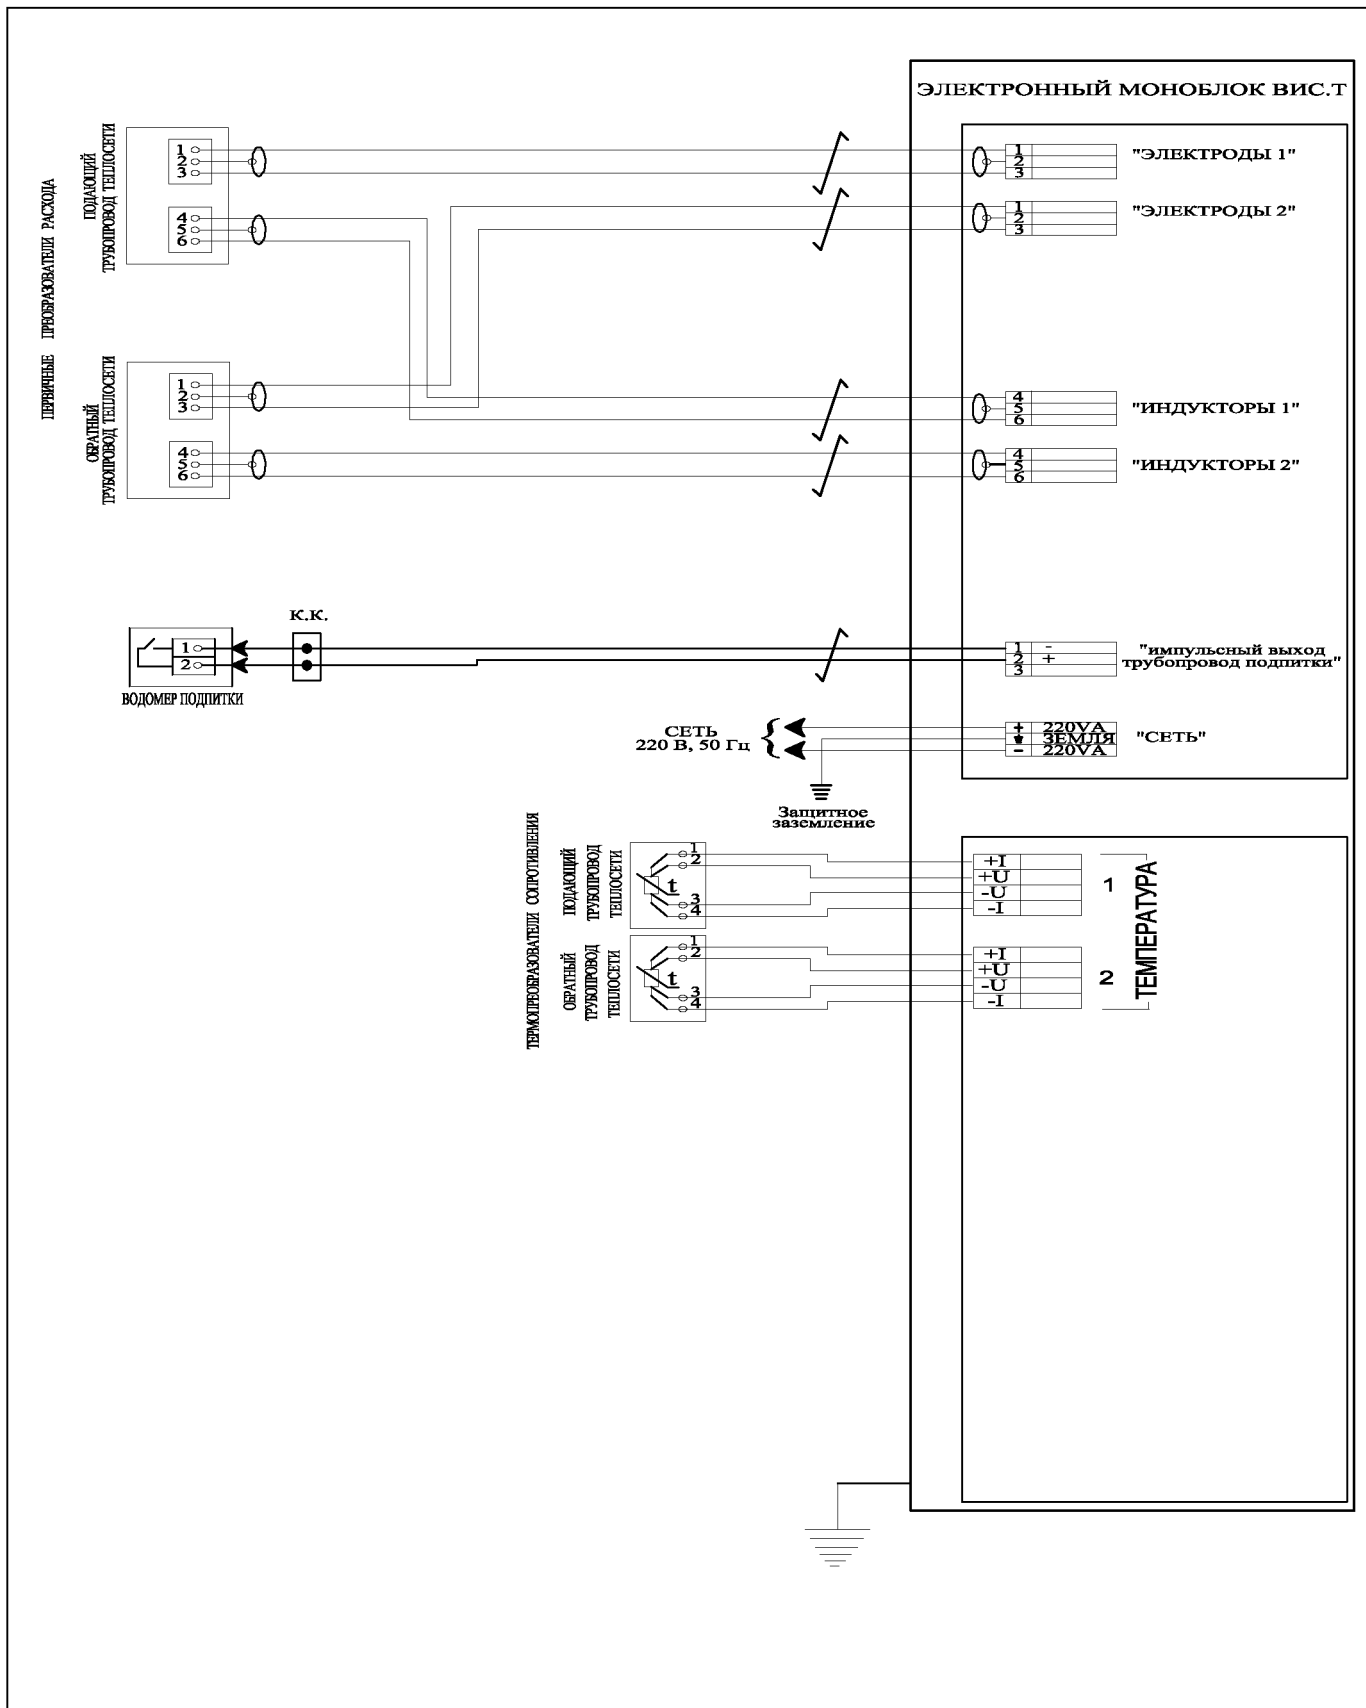 ЭЛЕКТРОННЫЙ МОНОБЛОК ВИС.Т
ПЕРВИЧНЫЕ ПРЕОБРАЗОВАТЕЛИ РАСХОДА
ПОДАЮЩИЙ
ТРУБОПРОВОД ТЕПЛОСЕТИ
1
2
3
4
5
6
1
2
3
"ЭЛЕКТРОДЫ 1"
1
2
3
"ЭЛЕКТРОДЫ 2"
ОБРАТНЫЙ
ТРУБОПРОВОД ТЕПЛОСЕТИ
1
2
3
4
5
6
4
5
6
"ИНДУКТОРЫ 1"
4
5
6
"ИНДУКТОРЫ 2"
К.К.
1
2
ВОДОМЕР ПОДПИТКИ
1 -
2 +
3
"импульсный выход
трубопровод подпитки"
СЕТЬ
220 В, 50 Гц
+ 220VA
ЗЕМЛЯ
- 220VA
"СЕТЬ"
Защитное
заземление
ТЕРМОПРЕОБРАЗОВАТЕЛИ СОПРОТИВЛЕНИЯ
ПОДАЮЩИЙ
ТРУБОПРОВОД
ТЕПЛОСЕТИ
1
2
t
3
4
+I
+U
-U
-I
1
ОБРАТНЫЙ
ТРУБОПРОВОД
ТЕПЛОСЕТИ
1
2
t
3
4
+I
+U
-U
-I
2
ТЕМПЕРАТУРА